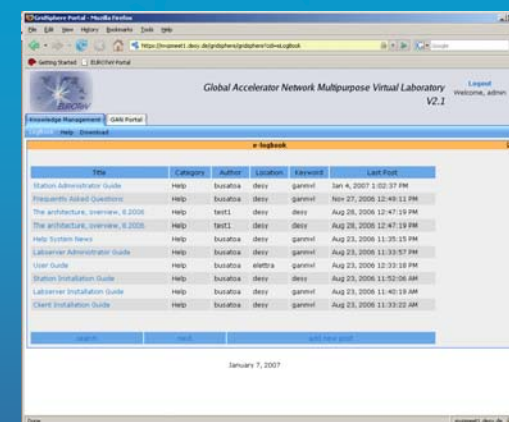 GridSphere Portal - Mozilla Firefox
File Edit View History Bookmarks Tools Help
Getting Started EUROTeV-Portal
EUROTeV
Global Accelerator Network Multipurpose Virtual Laboratory
V2.1
Logout
Welcome, admin
Knowledge Management GAN Portal
Logbook Help Download
e-logbook
Title Category Author Location Keyword Last Post
Station Administrator Guide Help busatoa desy ganmvl Jan 4, 2007 1:02:37 PM
Frequently Asked Questions Help busatoa desy ganmvl Nov 27, 2006 12:49:11 PM
The architecture, overview, 8.2006 Help test1 desy desy Aug 28, 2006 12:47:19 PM
The architecture, overview, 8.2006 Help test1 desy desy Aug 28, 2006 12:47:19 PM
Help System News Help busatoa desy ganmvl Aug 23, 2006 11:35:15 PM
Labserver Administrator Guide Help busatoa desy ganmvl Aug 23, 2006 11:33:57 PM
User Guide Help busatoa elettra ganmvl Aug 23, 2006 12:33:18 PM
Station Installation Guide Help busatoa desy desy Aug 23, 2006 11:52:06 AM
Labserver Installation Guide Help busatoa desy ganmvl Aug 23, 2006 11:40:19 AM
Client Installation Guide Help busatoa desy ganmvl Aug 23, 2006 11:33:22 AM
search next add new post
January 7, 2007
Done